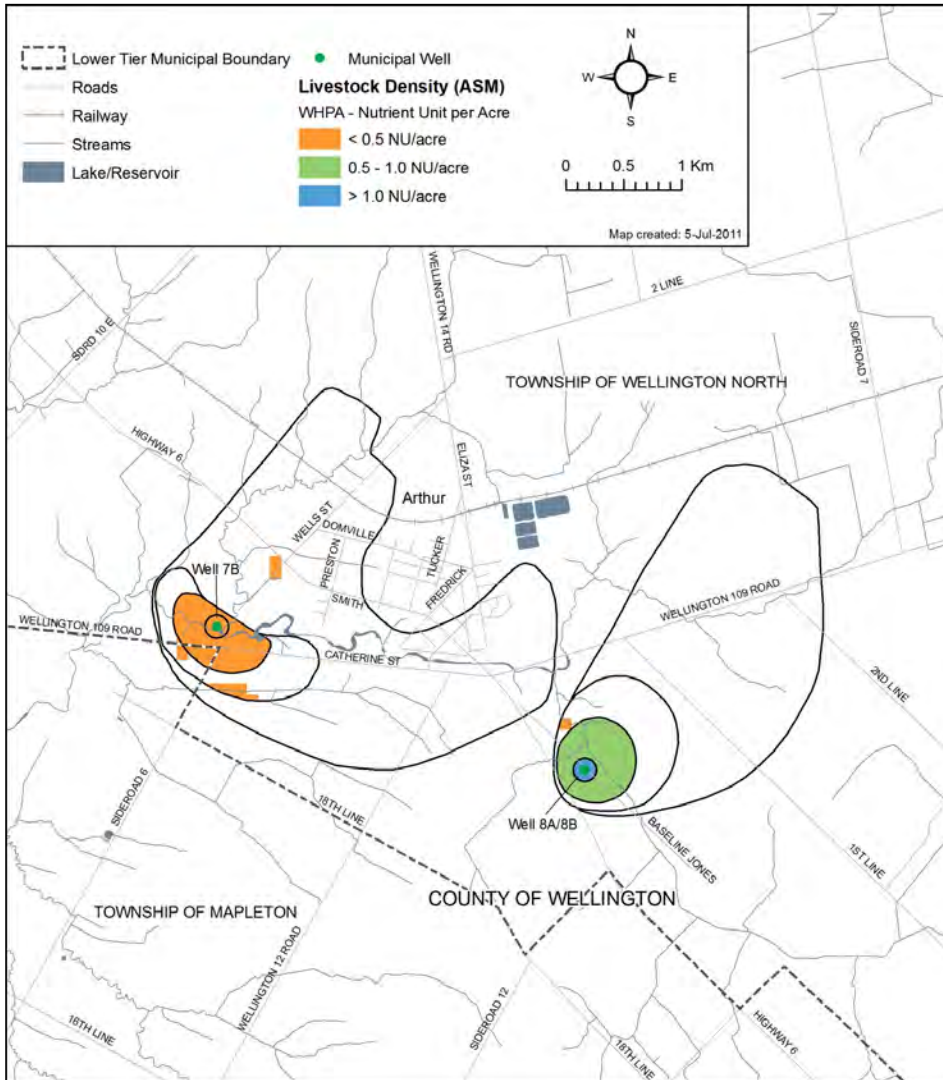 Lower Tier Municipal Boundary
Roads
Railway
Streams
Lake/Reservoir
Municipal Well
Livestock Density (ASM)
WHPA - Nutrient Unit per Acre
< 0.5 NU/acre
0.5 - 1.0 NU/acre
> 1.0 NU/acre
N
W
E
S
0 0.5 1 Km
Map created: 5-Jul-2011
WELLINGTON 14 RD
2 LINE
SDRD 10 E
SIDEROAD 7
TOWNSHIP OF WELLINGTON NORTH
HIGHWAY 6
ELIZA ST
Arthur
WELLS ST
DOMVILLE
PRESTON
TUCKER
FREDRICK
SMITH
Well 7B
WELLINGTON 109 ROAD
WELLINGTON 109 ROAD
CATHERINE ST
2ND LINE
18TH LINE
SIDEROAD 6
Well 8A/8B
BASELINE JONES
1ST LINE
COUNTY OF WELLINGTON
TOWNSHIP OF MAPLETON
WELLINGTON 12 ROAD
SIDEROAD 12
16TH LINE
18TH LINE
HIGHWAY 6